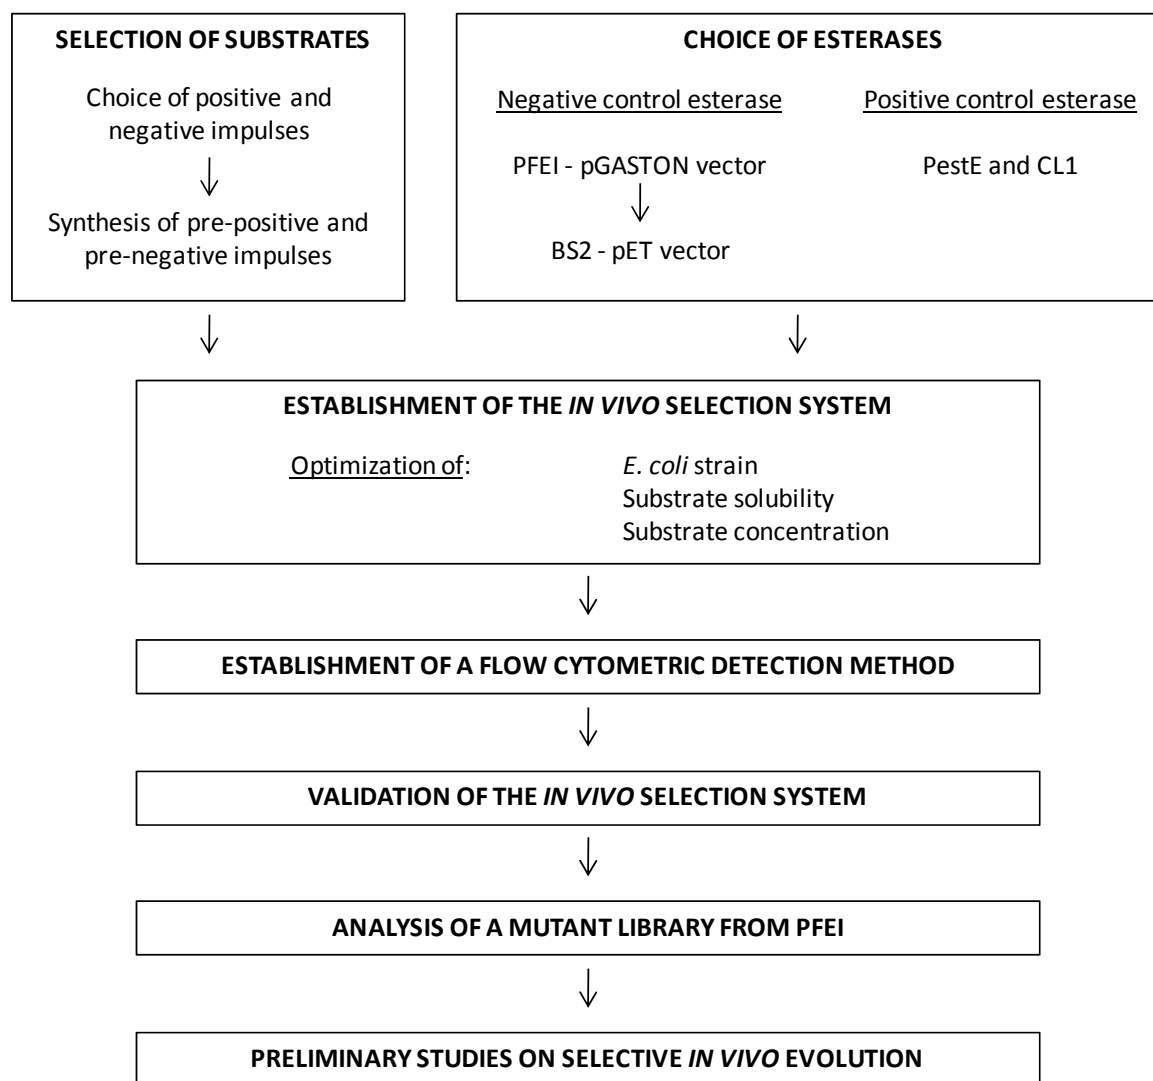 SELECTION OF SUBSTRATES
Choice of positive and
negative impulses
Synthesis of pre-positive and
pre-negative impulses
CHOICE OF ESTERASES
Negative control esterase
PFEI - pGASTON vector
BS2 - pET vector
Positive control esterase
PestE and CL1
ESTABLISHMENT OF THE IN VIVO SELECTION SYSTEM
Optimization of:
E. coli strain
Substrate solubility
Substrate concentration
ESTABLISHMENT OF A FLOW CYTOMETRIC DETECTION METHOD
VALIDATION OF THE IN VIVO SELECTION SYSTEM
ANALYSIS OF A MUTANT LIBRARY FROM PFEI
PRELIMINARY STUDIES ON SELECTIVE IN VIVO EVOLUTION